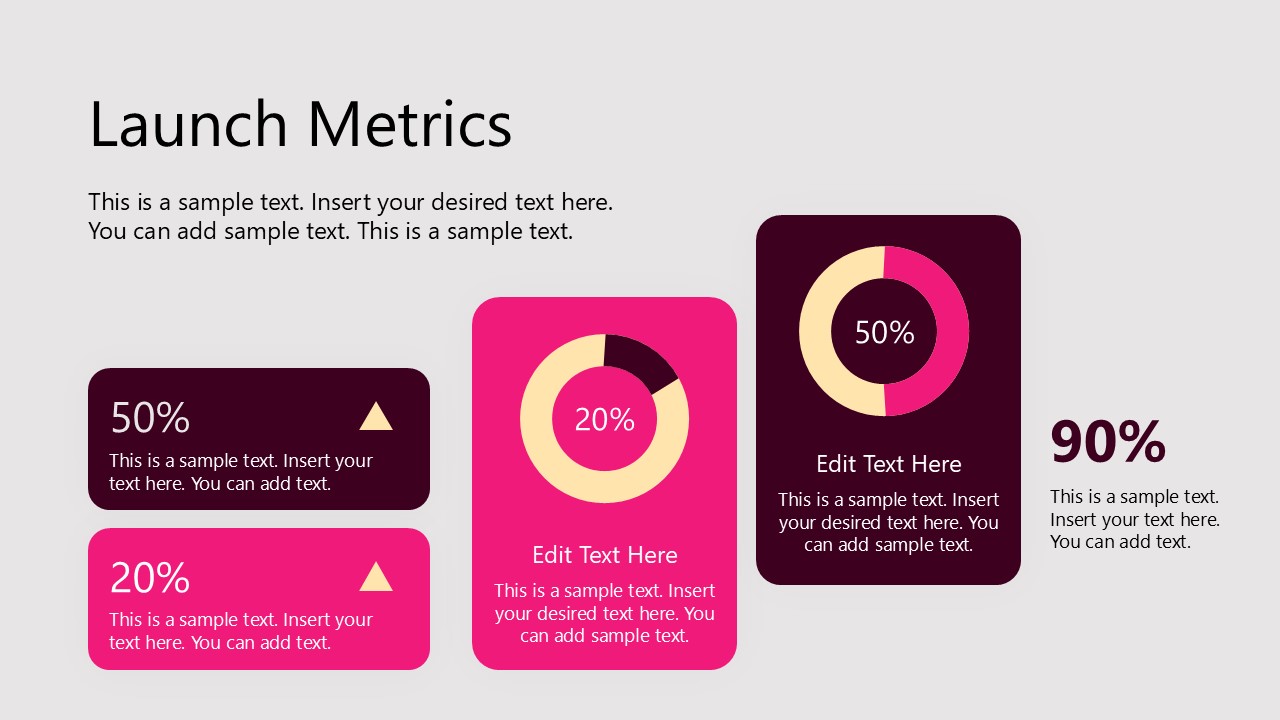 Launch Metrics
This is a sample text. Insert your desired text here.
You can add sample text. This is a sample text.
50%
This is a sample text. Insert your
text here. You can add text.
20%
This is a sample text. Insert your
text here. You can add text.
20%
Edit Text Here
This is a sample text. Insert
your desired text here. You
can add sample text.
50%
Edit Text Here
This is a sample text. Insert
your desired text here. You
can add sample text.
90%
This is a sample text.
Insert your text here.
You can add text.